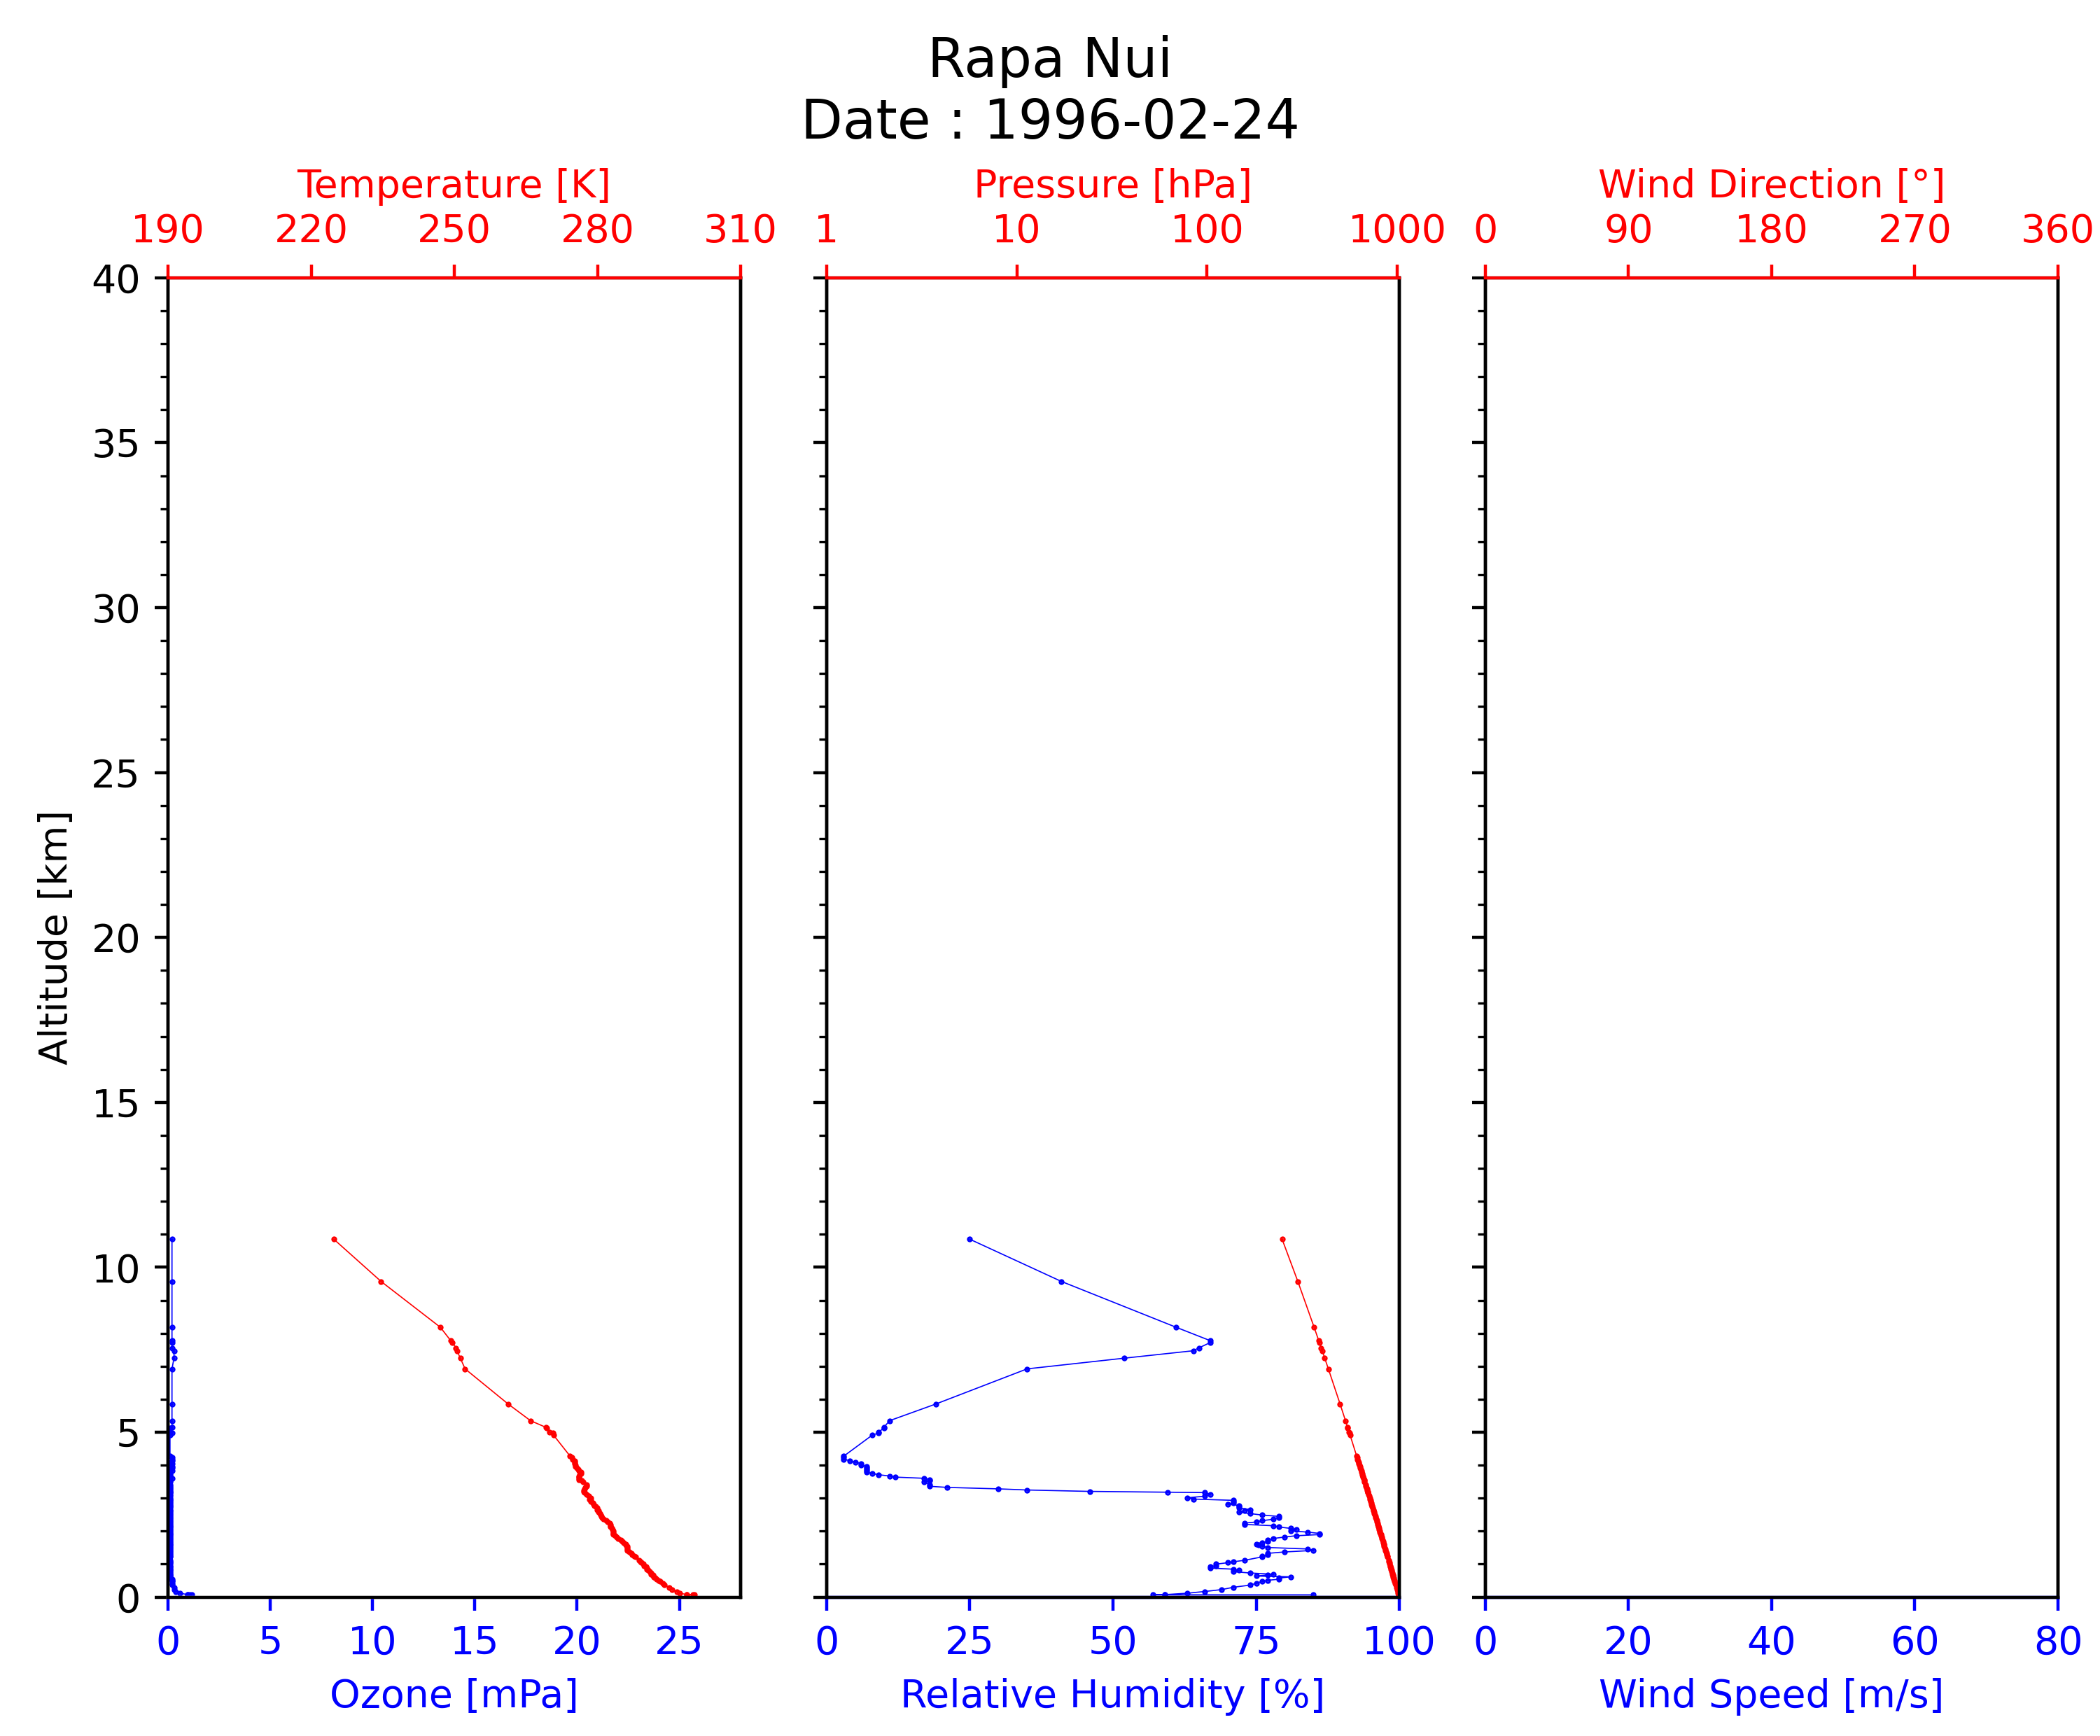 Rapa Nui
Date : 1996-02-24
Temperature [K]
190 220 250 280 310
Pressure [hPa]
1 10 100 1000
Wind Direction [°]
0 90 180 270 360
Altitude [km]
40
35
30
25
20
15
10
5
0
0 5 10 15 20 25
Ozone [mPa]
0 25 50 75 100
Relative Humidity [%]
0 20 40 60 80
Wind Speed [m/s]